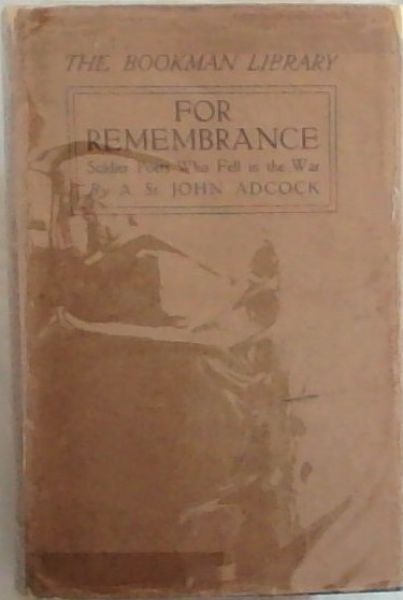 THE BOOKMAN LIBRARY
FOR
REMEMBRANCE
Soldier Poets Who Fell in the War
By A. St JOHN ADCOCK